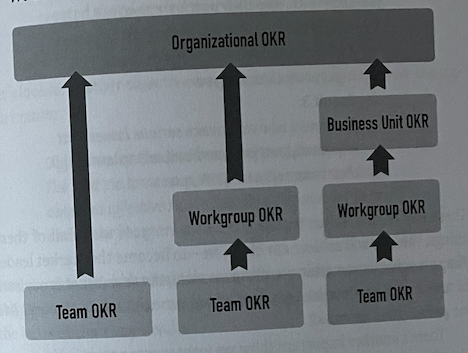 Organizational OKR
Business Unit OKR
Workgroup OKR
Workgroup OKR
Team OKR
Team OKR
Team OKR